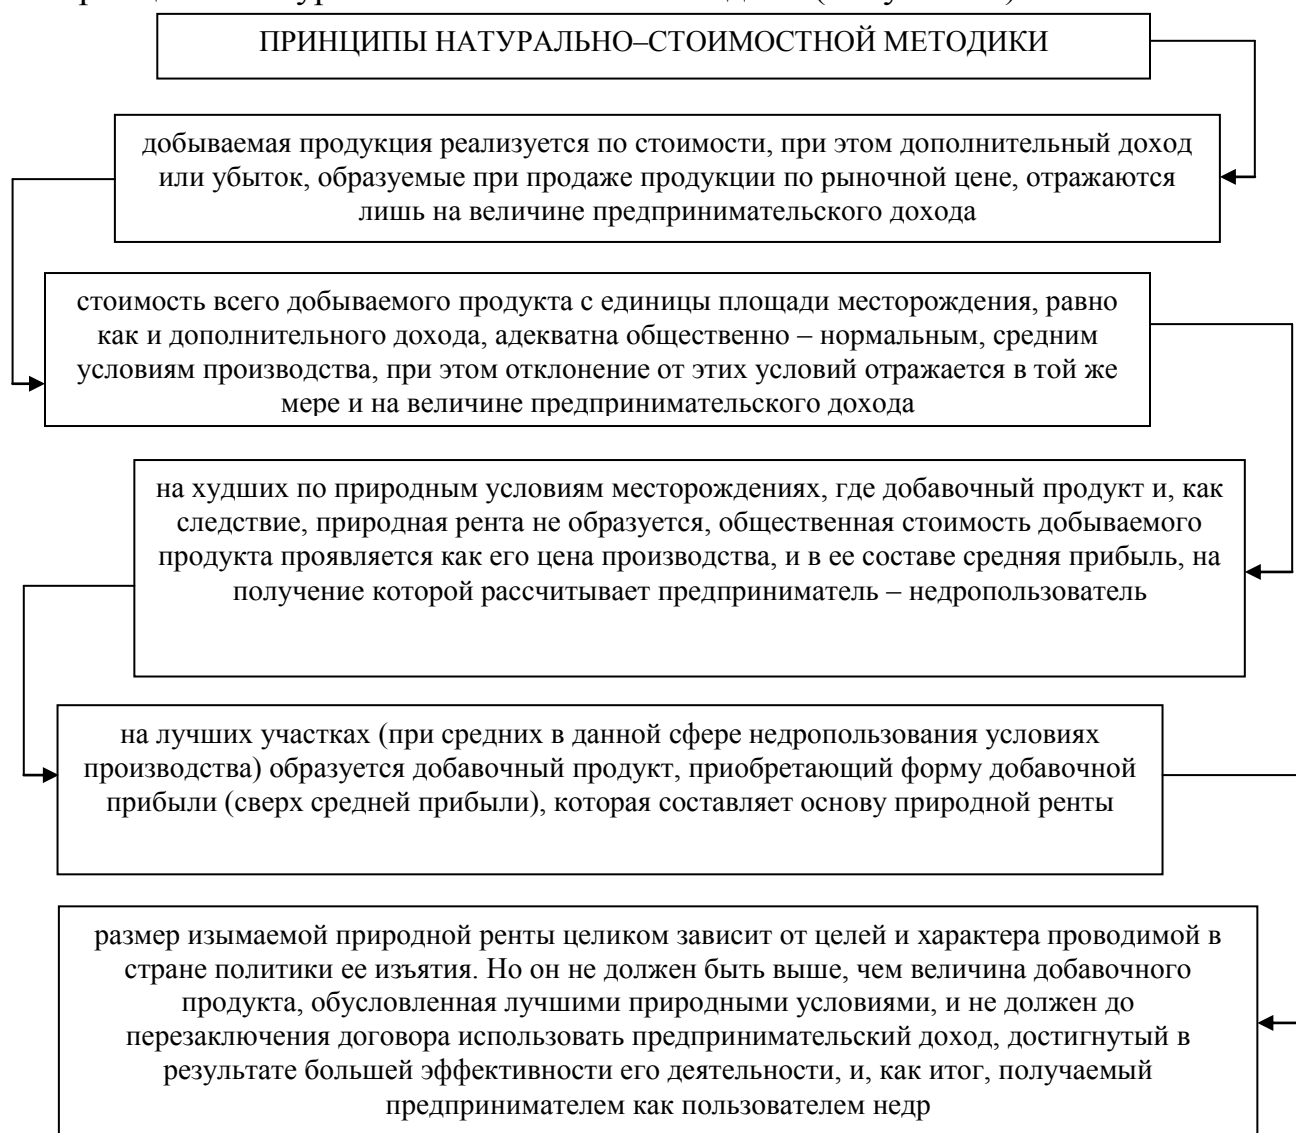 ПРИНЦИПЫ НАТУРАЛЬНО–СТОИМОСТНОЙ МЕТОДИКИ
добываемая продукция реализуется по стоимости, при этом дополнительный доход
или убыток, образуемые при продаже продукции по рыночной цене, отражаются
лишь на величине предпринимательского дохода
стоимость всего добываемого продукта с единицы площади месторождения, равно
как и дополнительного дохода, адекватна общественно – нормальным, средним
условиям производства, при этом отклонение от этих условий отражается в той же
мере и на величине предпринимательского дохода
на худших по природным условиям месторождениях, где добавочный продукт и, как
следствие, природная рента не образуется, общественная стоимость добываемого
продукта проявляется как его цена производства, и в ее составе средняя прибыль, на
получение которой рассчитывает предприниматель – недропользователь
на лучших участках (при средних в данной сфере недропользования условиях
производства) образуется добавочный продукт, приобретающий форму добавочной
прибыли (сверх средней прибыли), которая составляет основу природной ренты
размер изымаемой природной ренты целиком зависит от целей и характера проводимой в
стране политики ее изъятия. Но он не должен быть выше, чем величина добавочного
продукта, обусловленная лучшими природными условиями, и не должен до
перезаключения договора использовать предпринимательский доход, достигнутый в
результате большей эффективности его деятельности, и, как итог, получаемый
предпринимателем как пользователем недр